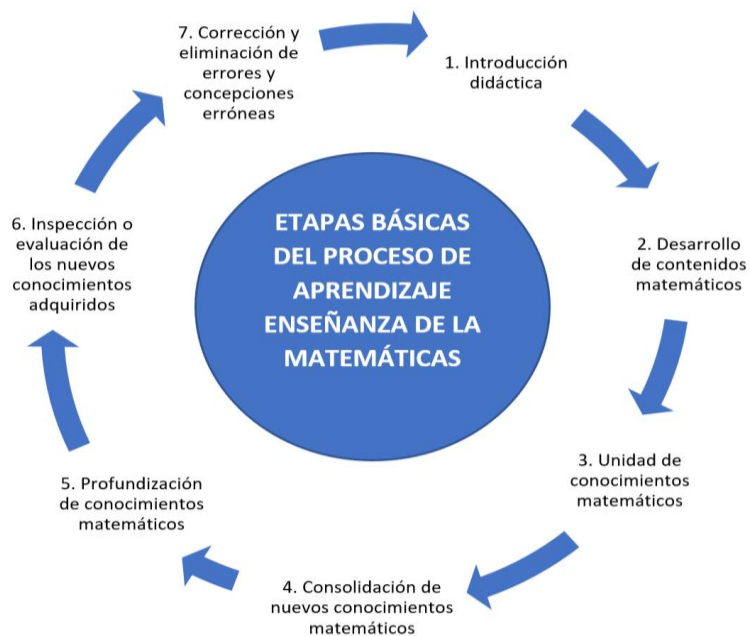 ETAPAS BÁSICAS
DEL PROCESO DE
APRENDIZAJE
ENSEÑANZA DE LA
MATEMÁTICAS
1. Introducción
didáctica
2. Desarrollo
de contenidos
matemáticos
3. Unidad de
conocimientos
matemáticos
4. Consolidación de
nuevos conocimientos
matemáticos
5. Profundización
de conocimientos
matemáticos
6. Inspección o
evaluación de
los nuevos
conocimientos
adquiridos
7. Corrección y
eliminación de
errores y
concepciones
erróneas